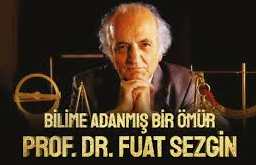 BİLİME ADANMIŞ BİR ÖMÜR
PROF. DR. FUAT SEZGİN